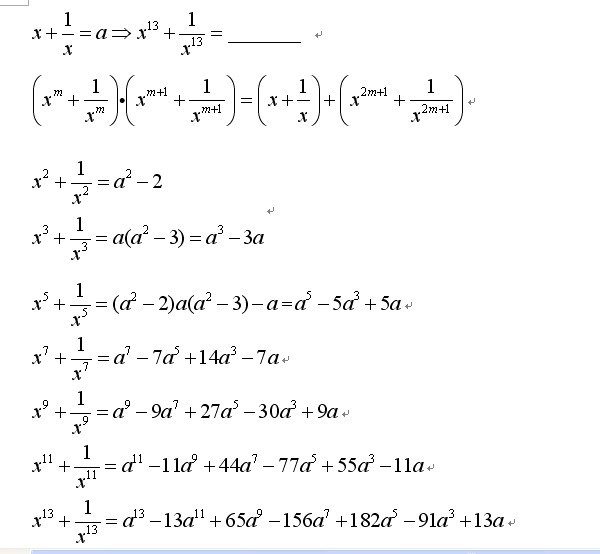 x + 1/x = a ⇒ x^13 + 1/x^13 = ________ ↵
(x^m + 1/x^m)•(x^(m+1) + 1/x^(m+1)) = (x + 1/x) + (x^(2m+1) + 1/x^(2m+1)) ↵
x^2 + 1/x^2 = a^2 − 2
↵
x^3 + 1/x^3 = a(a^2 − 3) = a^3 − 3a
x^5 + 1/x^5 = (a^2 − 2)a(a^2 − 3) − a = a^5 − 5a^3 + 5a ↵
x^7 + 1/x^7 = a^7 − 7a^5 + 14a^3 − 7a ↵
x^9 + 1/x^9 = a^9 − 9a^7 + 27a^5 − 30a^3 + 9a ↵
x^11 + 1/x^11 = a^11 − 11a^9 + 44a^7 − 77a^5 + 55a^3 − 11a ↵
x^13 + 1/x^13 = a^13 − 13a^11 + 65a^9 − 156a^7 + 182a^5 − 91a^3 + 13a ↵